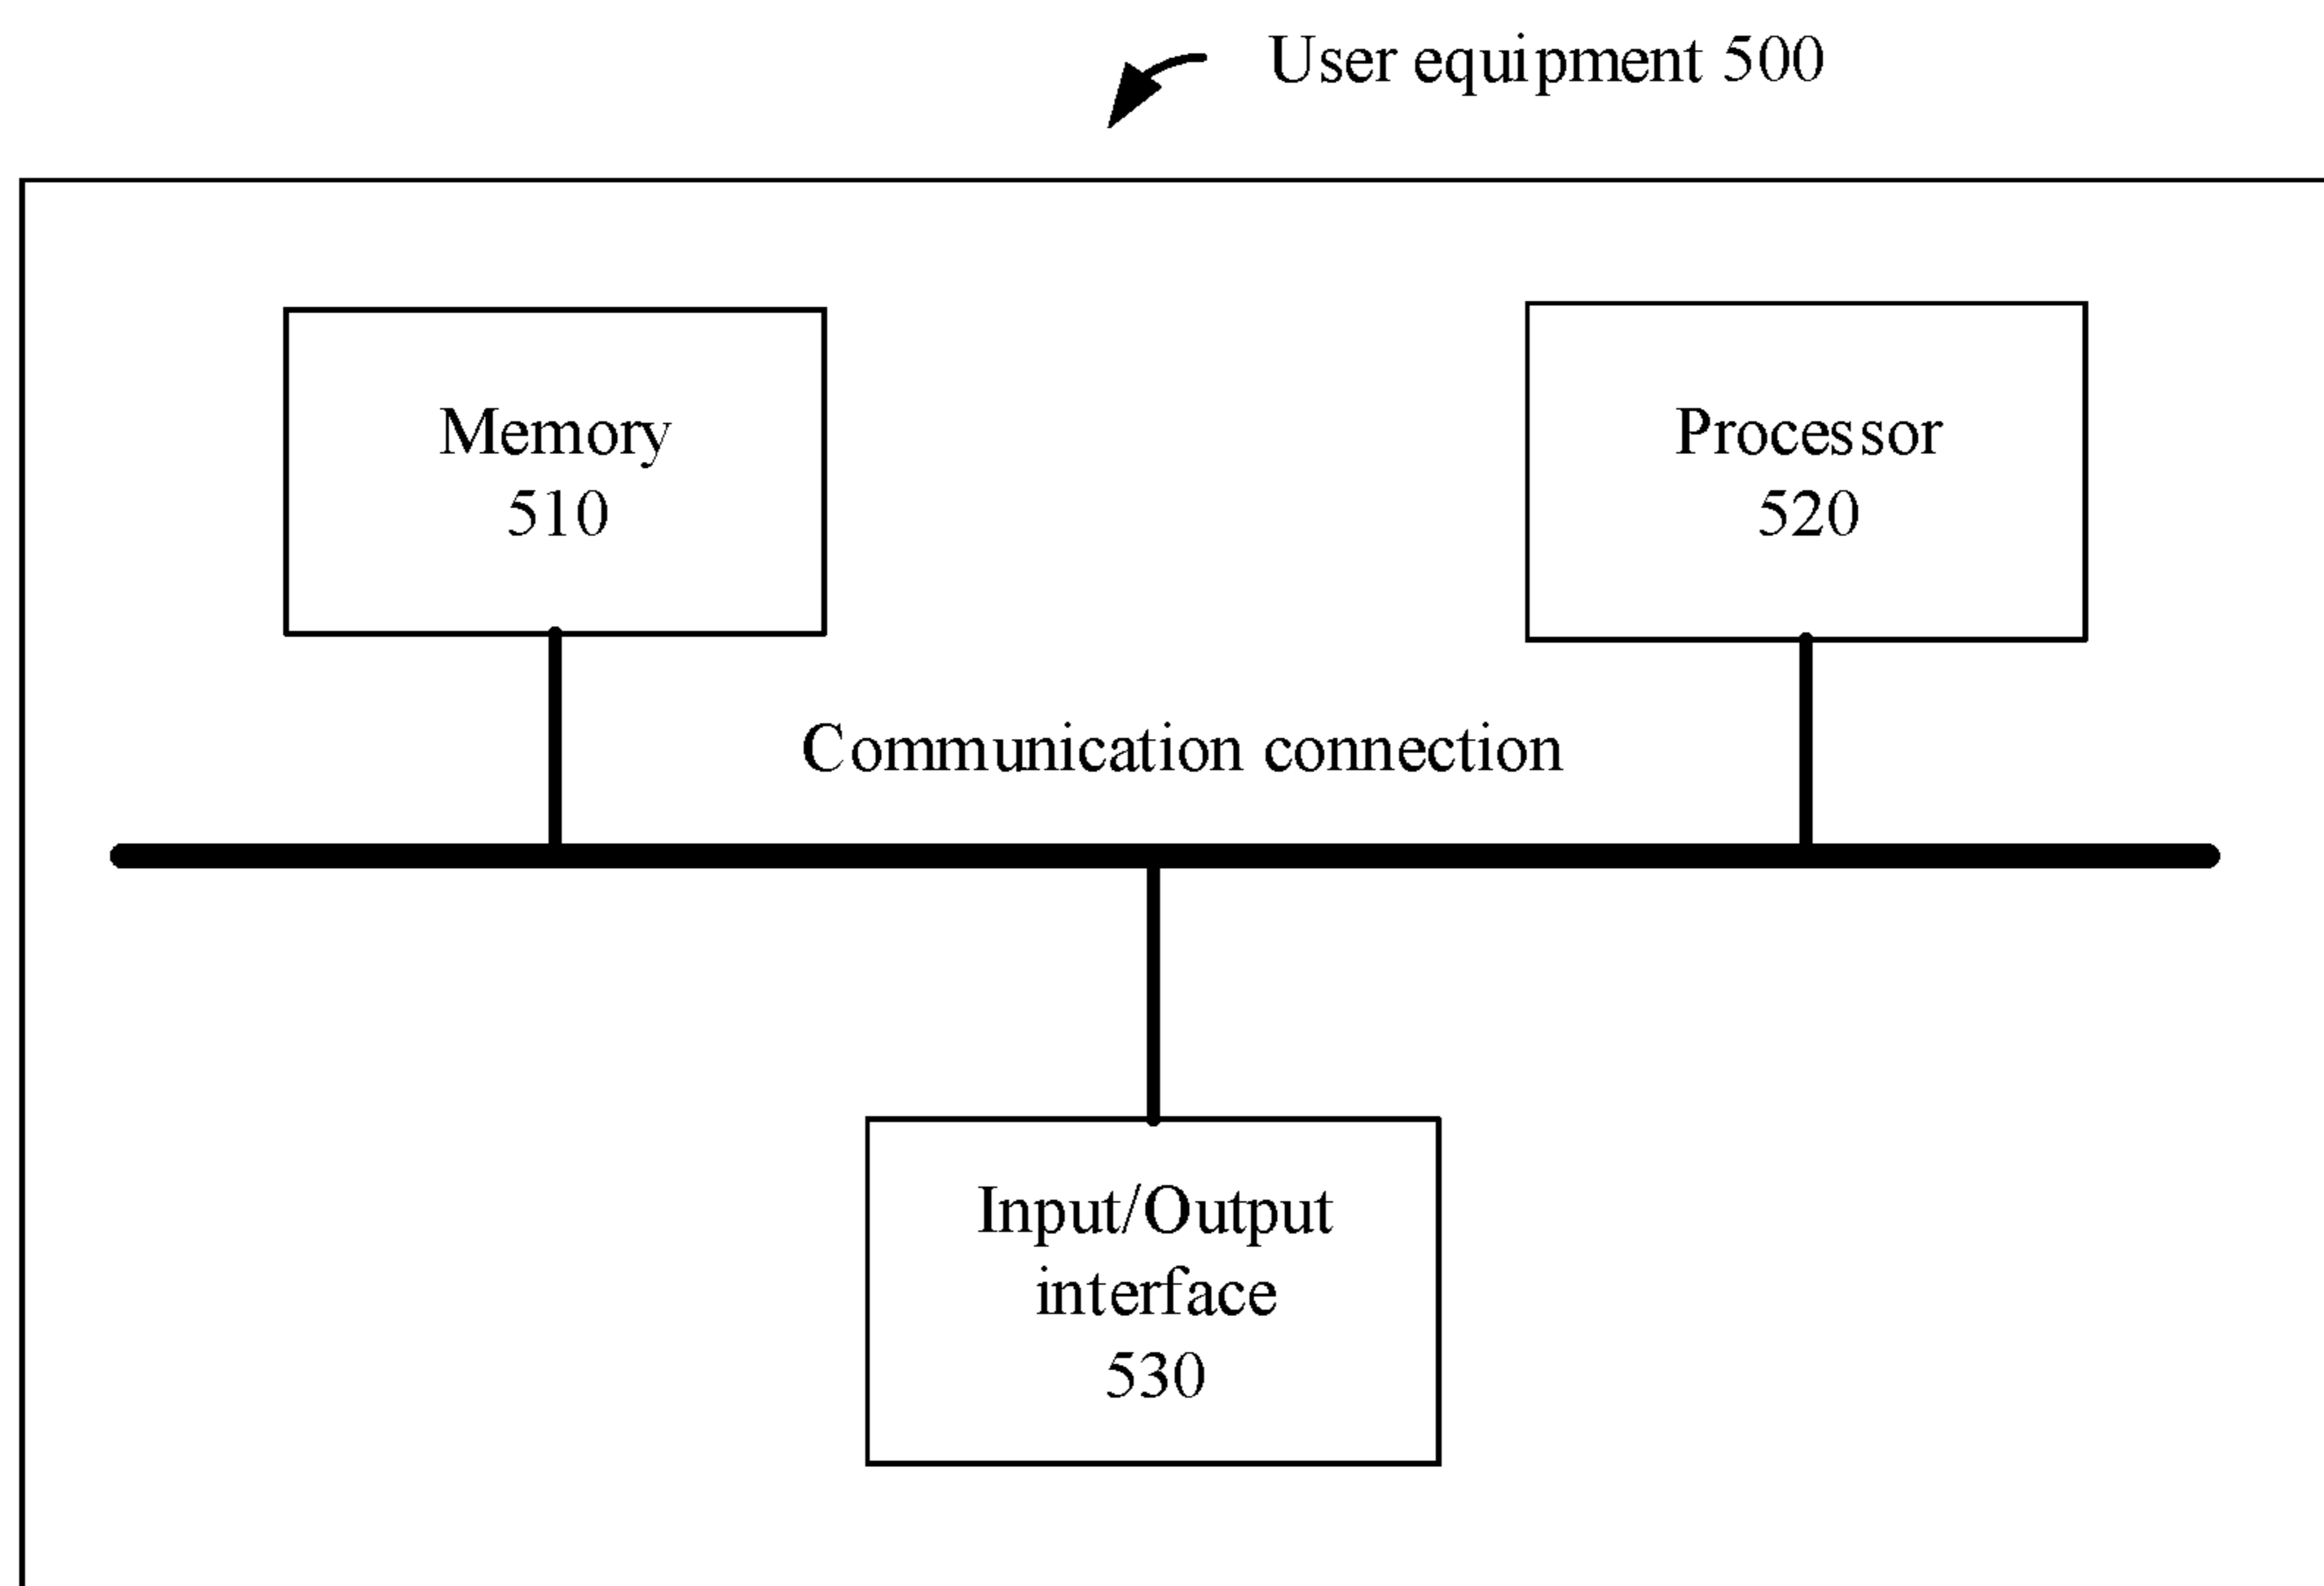 User equipment 500
Memory
510
Processor
520
Communication connection
Input/Output
interface
530